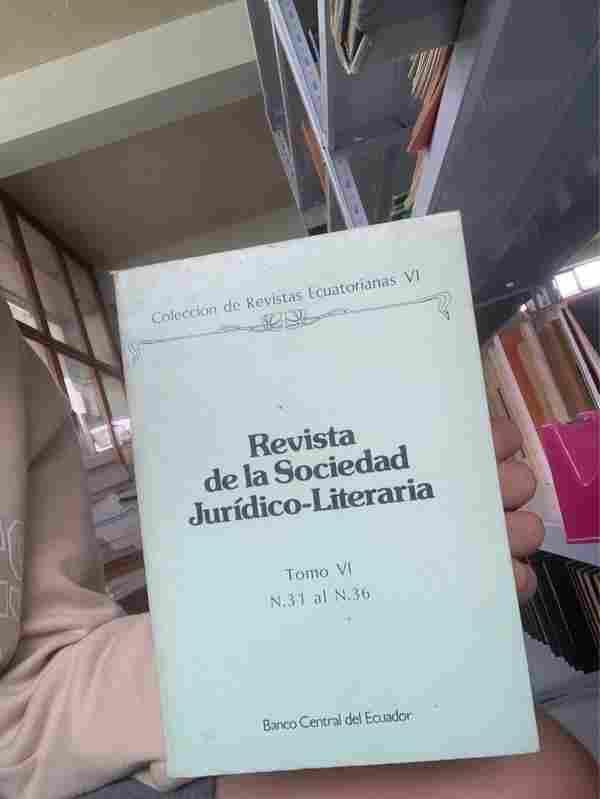 Coleccion de Revistas Ecuatorianas VI
Revista
de la Sociedad
Jurídico-Literaria
Tomo VI
N.31 al N.36
Banco Central del Ecuador